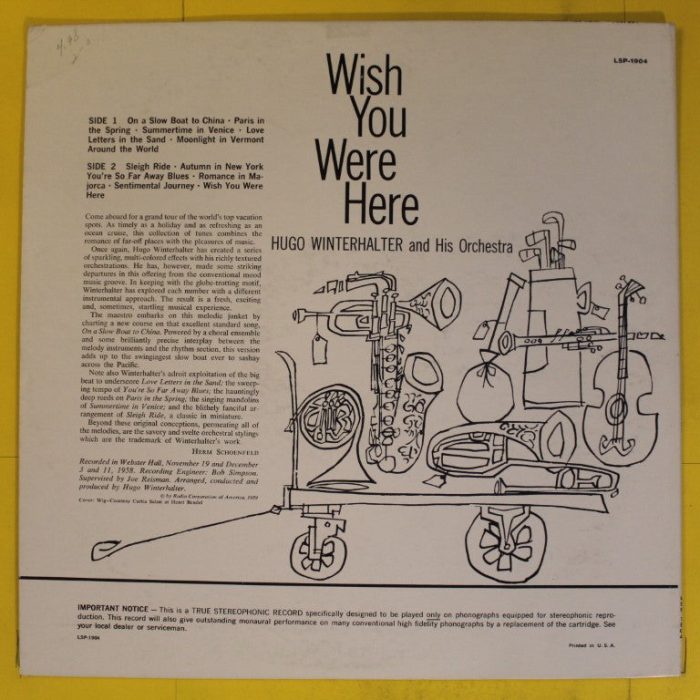 4.98
LSP-1904
Wish
You
Were
Here
HUGO WINTERHALTER and His Orchestra
SIDE 1 On a Slow Boat to China • Paris in
the Spring • Summertime in Venice • Love
Letters in the Sand • Moonlight in Vermont
Around the World
SIDE 2 Sleigh Ride • Autumn in New York
You're So Far Away Blues • Romance in Ma-
jorca • Sentimental Journey • Wish You Were
Here
Come aboard for a grand tour of the world's top vacation
spots. As timely as a holiday and as refreshing as an
ocean cruise, this collection of tunes combines the
romance of far-off places with the pleasures of music.
Once again, Hugo Winterhalter has created a series
of sparkling, multi-colored effects with his richly textured
orchestrations. He has, however, made some striking
departures in this offering from the conventional mood
music groove. In keeping with the globe-trotting motif,
Winterhalter has explored each number with a different
instrumental approach. The result is a fresh, exciting
and, sometimes, startling musical experience.
The maestro embarks on this melodic junket by
charting a new course on that excellent standard song,
On a Slow Boat to China. Powered by a choral ensemble
and some brilliantly precise interplay between the
melody instruments and the rhythm section, this version
adds up to the swingingest slow boat ever to sashay
across the Pacific.
Note also Winterhalter's adroit exploitation of the big
beat to underscore Love Letters in the Sand; the sweep-
ing tempo of You're So Far Away Blues; the hauntingly
deep reeds on Paris in the Spring; the singing mandolins
of Summertime in Venice; and the blithely fanciful ar-
rangement of Sleigh Ride, a classic in miniature.
Beyond these original conceptions, permeating all of
the melodies, are the savory and svelte orchestral stylings
which are the trademark of Winterhalter's work.
HERM SCHOENFELD
Recorded in Webster Hall, November 19 and December
3 and 11, 1958. Recording Engineer: Bob Simpson.
Supervised by Joe Reisman. Arranged, conducted and
produced by Hugo Winterhalter.
© by Radio Corporation of America, 1959
Cover: Wig-Courtesy Carita Salon at Henri Bendel
IMPORTANT NOTICE — This is a TRUE STEREOPHONIC RECORD specifically designed to be played only on phonographs equipped for stereophonic repro-
duction. This record will also give outstanding monaural performance on many conventional high fidelity phonographs by a replacement of the cartridge. See
your local dealer or serviceman.
LSP-1904
Printed in U.S.A.